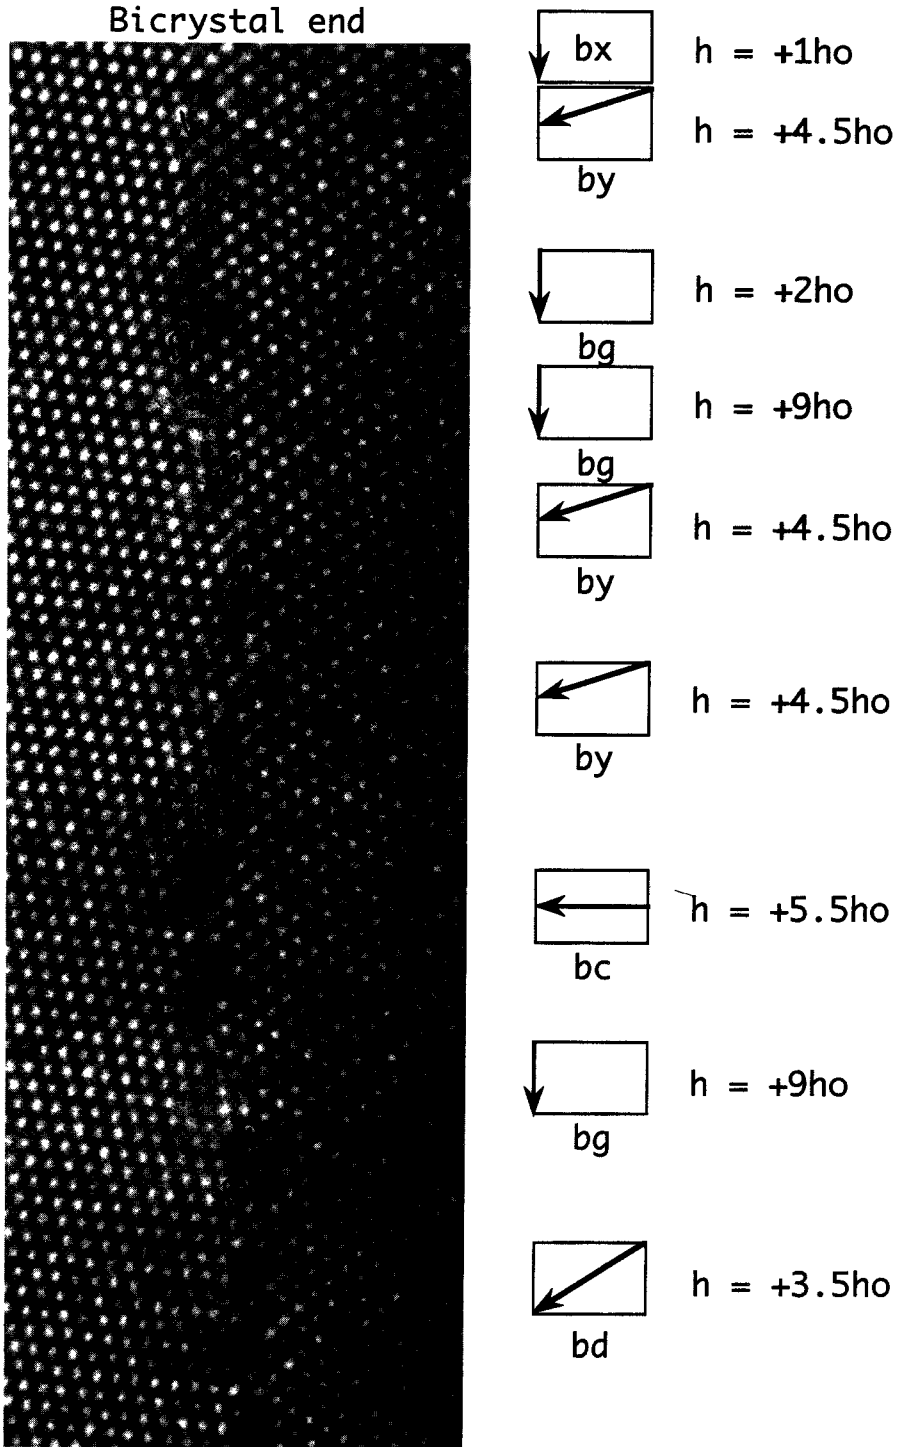 Bicrystal end
bx h = +1ho
h = +4.5ho
by
h = +2ho
bg
h = +9ho
bg
h = +4.5ho
by
h = +4.5ho
by
h = +5.5ho
bc
h = +9ho
bg
h = +3.5ho
bd